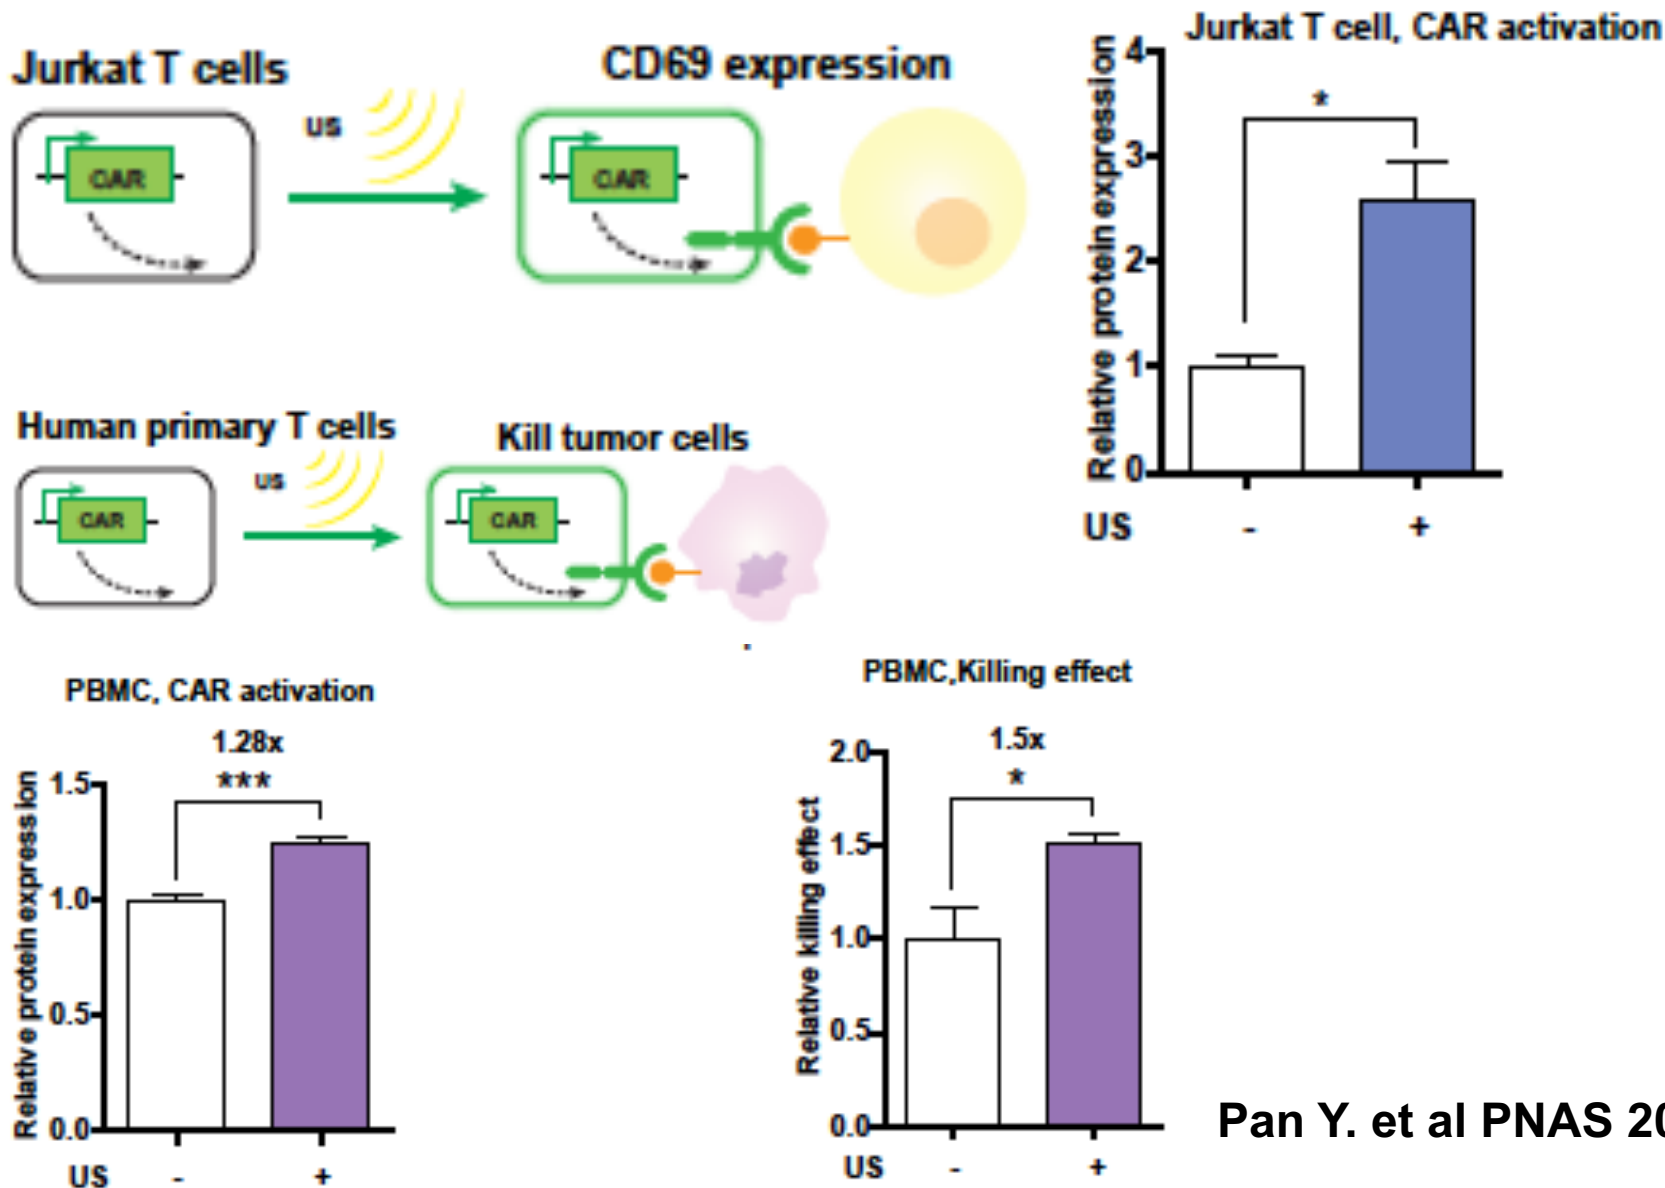 Jurkat T cells
US
CAR
CD69 expression
CAR
Jurkat T cell, CAR activation
Relative protein expression
4
*
3
2
1
0
US - +
Human primary T cells
US
CAR
Kill tumor cells
CAR
PBMC, CAR activation
1.28x
***
Relative protein expression
1.5
1.0
0.5
0.0
US - +
PBMC,Killing effect
1.5x
*
Relative killing effect
2.0
1.5
1.0
0.5
0.0
US - +
Pan Y. et al PNAS